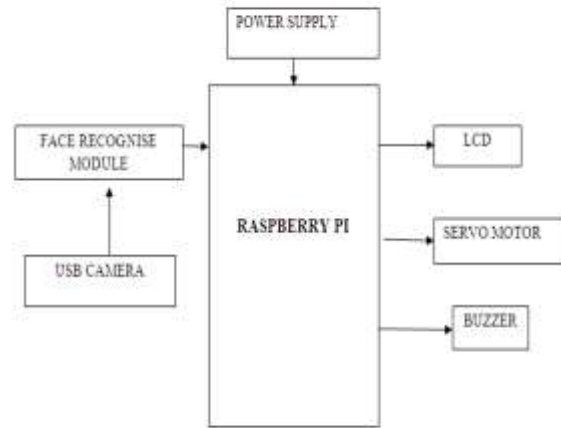 POWER SUPPLY
FACE RECOGNISE
MODULE
LCD
RASPBERRY PI
SERVO MOTOR
USB CAMERA
BUZZER